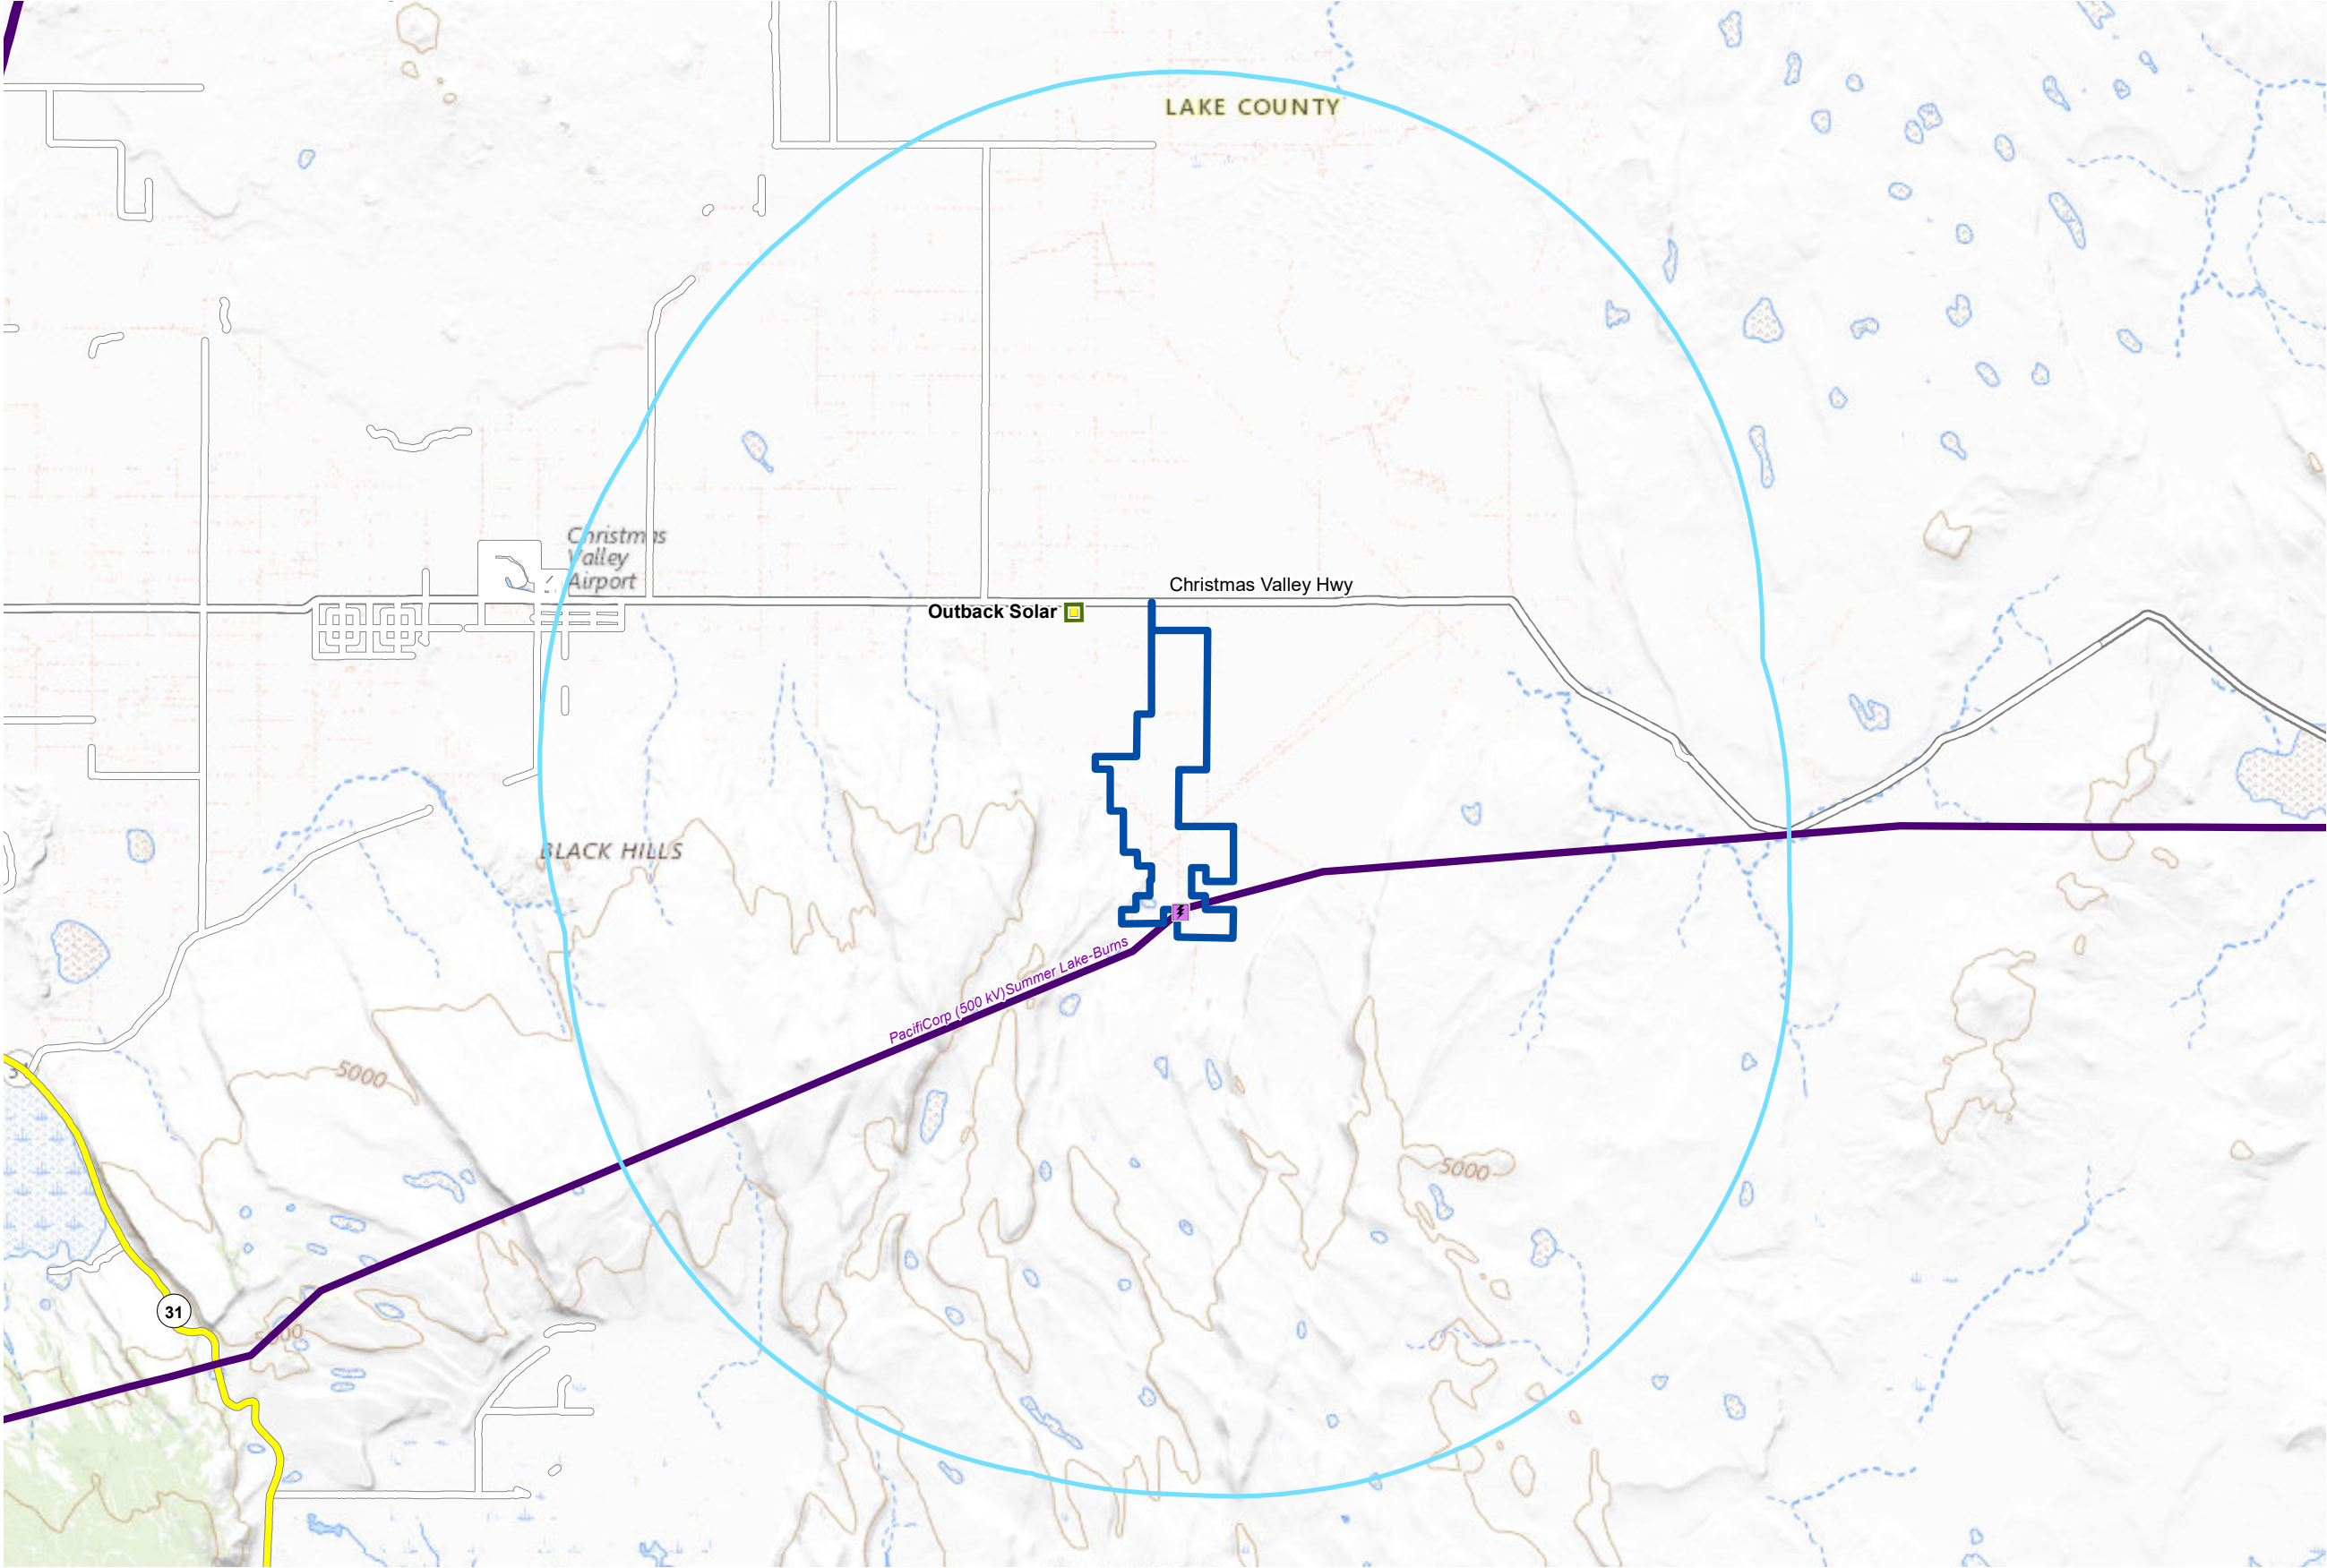 LAKE COUNTY
Christmas
Valley
Airport
Christmas Valley Hwy
Outback Solar
BLACK HILLS
PacifiCorp (500 kV)Summer Lake-Burns
5000
5000
31
5000